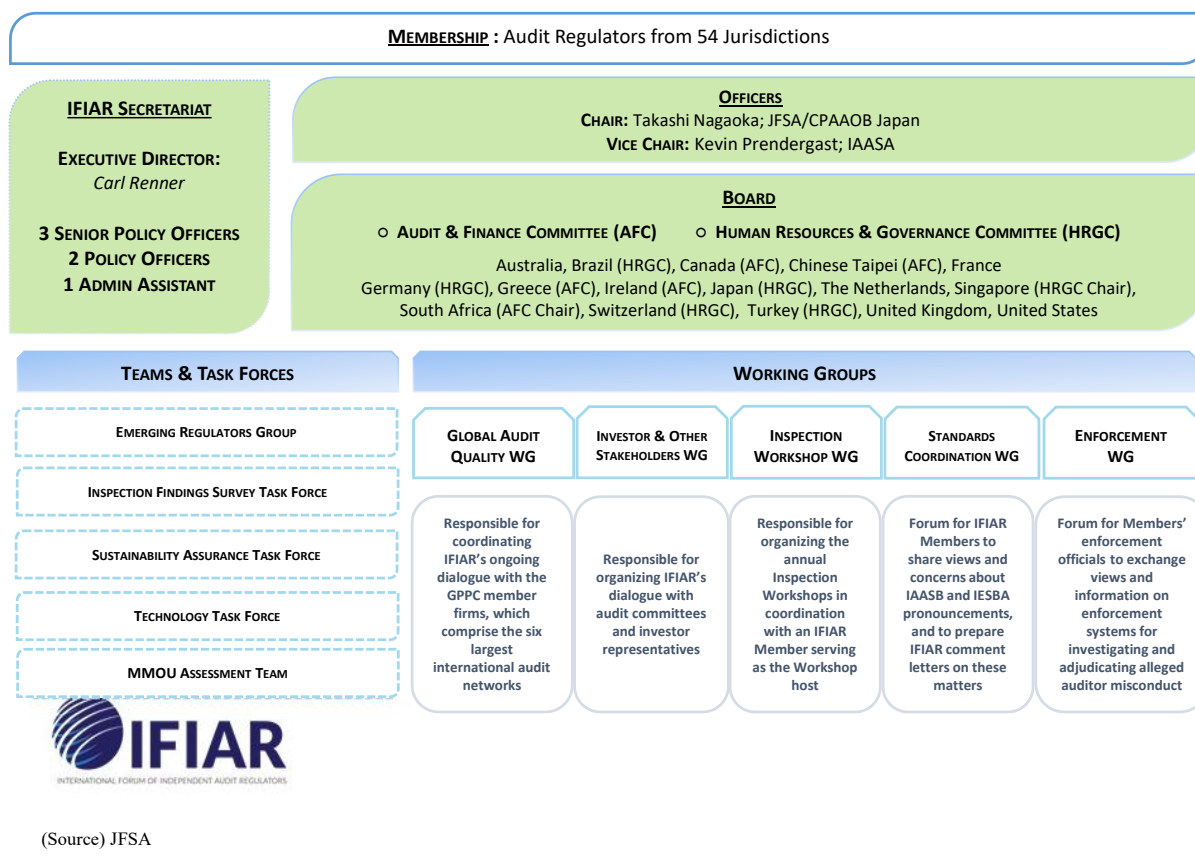 MEMBERSHIP : Audit Regulators from 54 Jurisdictions
IFIAR SECRETARIAT
EXECUTIVE DIRECTOR:
Carl Renner
3 SENIOR POLICY OFFICERS
2 POLICY OFFICERS
1 ADMIN ASSISTANT
OFFICERS
CHAIR: Takashi Nagaoka; JFSA/CPAAOB Japan
VICE CHAIR: Kevin Prendergast; IAASA
BOARD
○ AUDIT & FINANCE COMMITTEE (AFC) ○ HUMAN RESOURCES & GOVERNANCE COMMITTEE (HRGC)
Australia, Brazil (HRGC), Canada (AFC), Chinese Taipei (AFC), France
Germany (HRGC), Greece (AFC), Ireland (AFC), Japan (HRGC), The Netherlands, Singapore (HRGC Chair),
South Africa (AFC Chair), Switzerland (HRGC), Turkey (HRGC), United Kingdom, United States
TEAMS & TASK FORCES
EMERGING REGULATORS GROUP
INSPECTION FINDINGS SURVEY TASK FORCE
SUSTAINABILITY ASSURANCE TASK FORCE
TECHNOLOGY TASK FORCE
MMOU ASSESSMENT TEAM
WORKING GROUPS
GLOBAL AUDIT
QUALITY WG
Responsible for
coordinating
IFIAR's ongoing
dialogue with the
GPPC member
firms, which
comprise the six
largest
international audit
networks
INVESTOR & OTHER
STAKEHOLDERS WG
Responsible for
organizing IFIAR's
dialogue with
audit committees
and investor
representatives
INSPECTION
WORKSHOP WG
Responsible for
organizing the
annual
Inspection
Workshops in
coordination
with an IFIAR
Member serving
as the Workshop
host
STANDARDS
COORDINATION WG
Forum for IFIAR
Members to
share views and
concerns about
IAASB and IESBA
pronouncements,
and to prepare
IFIAR comment
letters on these
matters
ENFORCEMENT
WG
Forum for Members'
enforcement
officials to exchange
views and
information on
enforcement
systems for
investigating and
adjudicating alleged
auditor misconduct
IFIAR
INTERNATIONAL FORUM OF INDEPENDENT AUDIT REGULATORS
(Source) JFSA